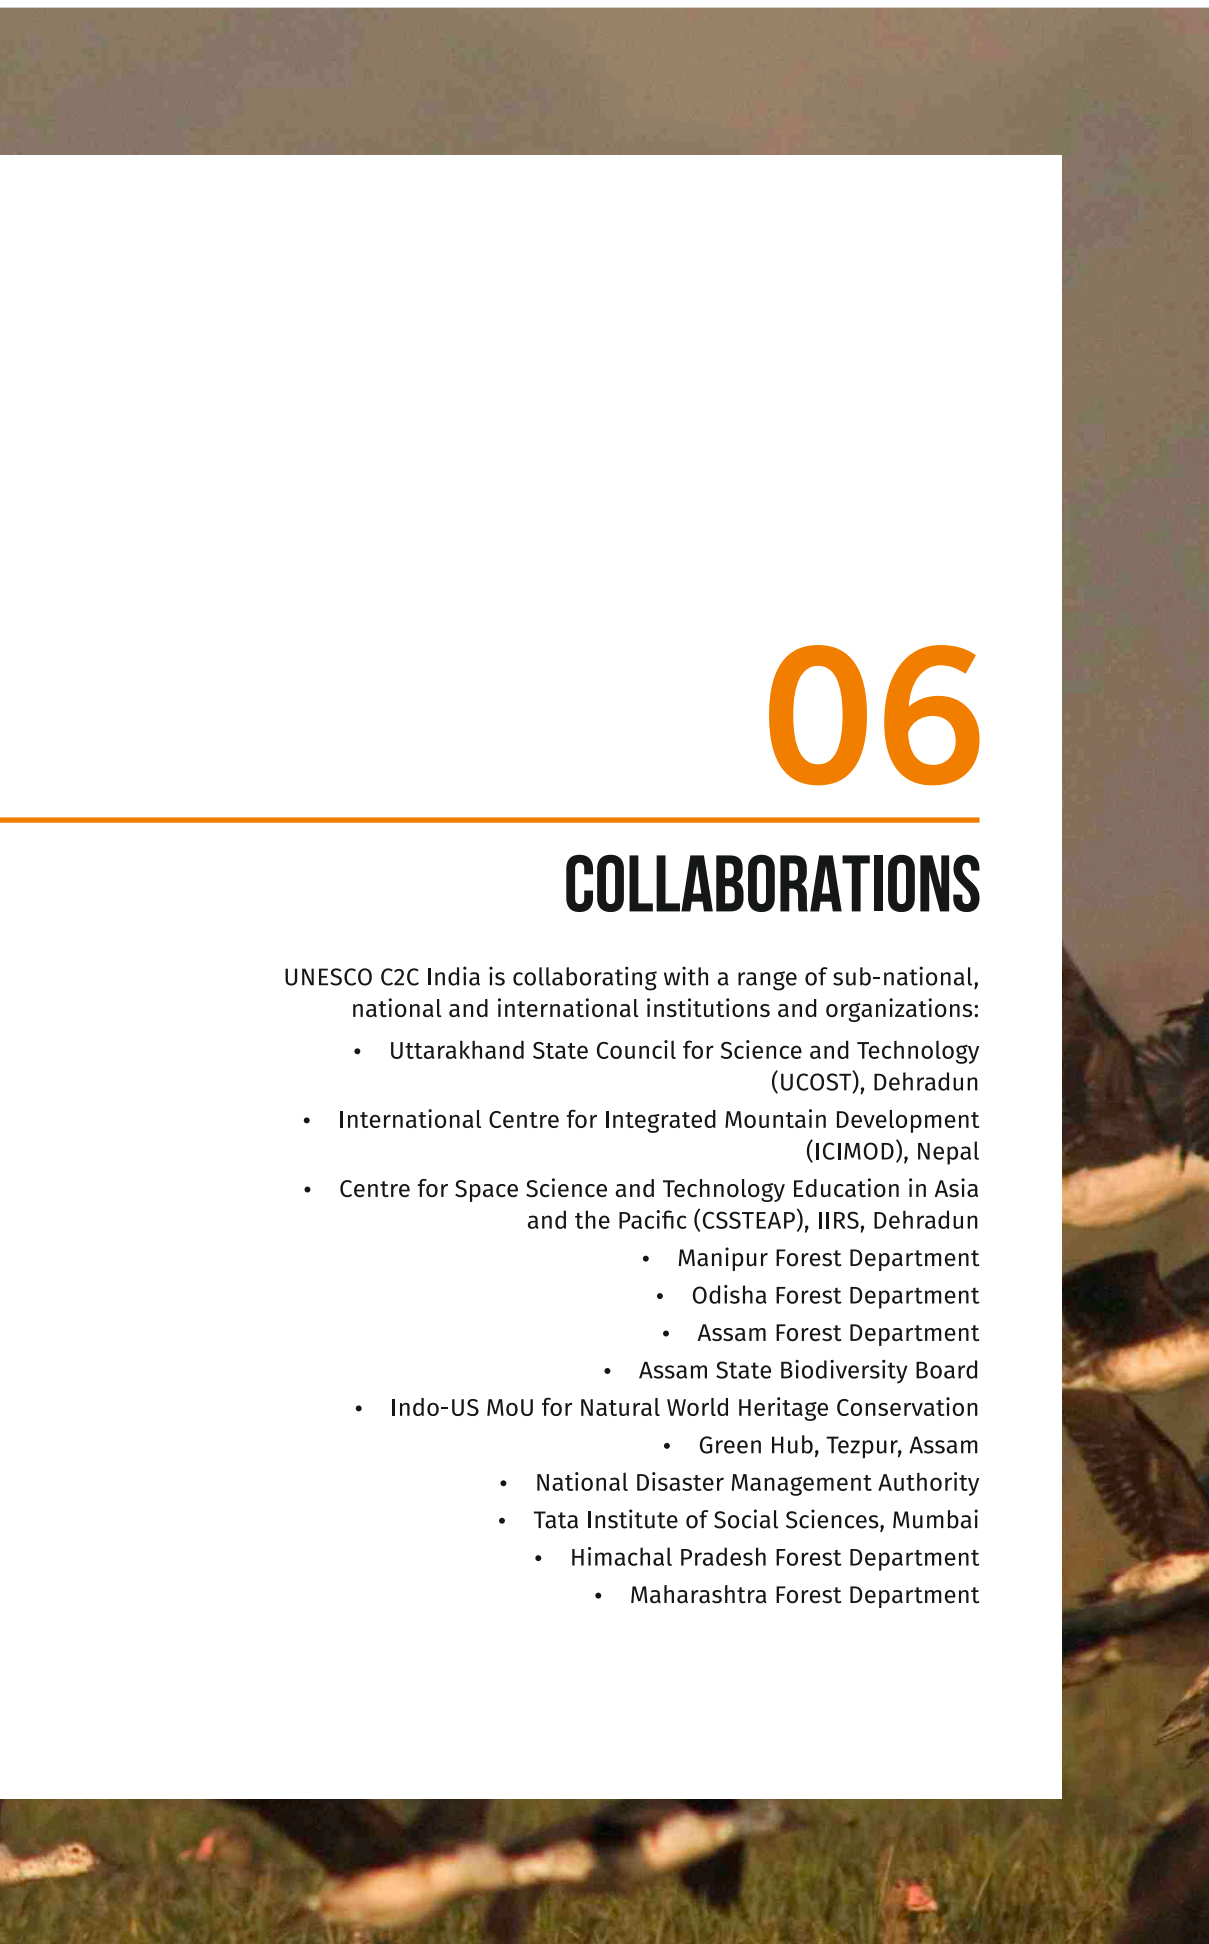 06
COLLABORATIONS
UNESCO C2C India is collaborating with a range of sub-national,
national and international institutions and organizations:
• Uttarakhand State Council for Science and Technology
(UCOST), Dehradun
• International Centre for Integrated Mountain Development
(ICIMOD), Nepal
• Centre for Space Science and Technology Education in Asia
and the Pacific (CSSTEAP), IIRS, Dehradun
• Manipur Forest Department
• Odisha Forest Department
• Assam Forest Department
• Assam State Biodiversity Board
• Indo-US MoU for Natural World Heritage Conservation
• Green Hub, Tezpur, Assam
• National Disaster Management Authority
• Tata Institute of Social Sciences, Mumbai
• Himachal Pradesh Forest Department
• Maharashtra Forest Department